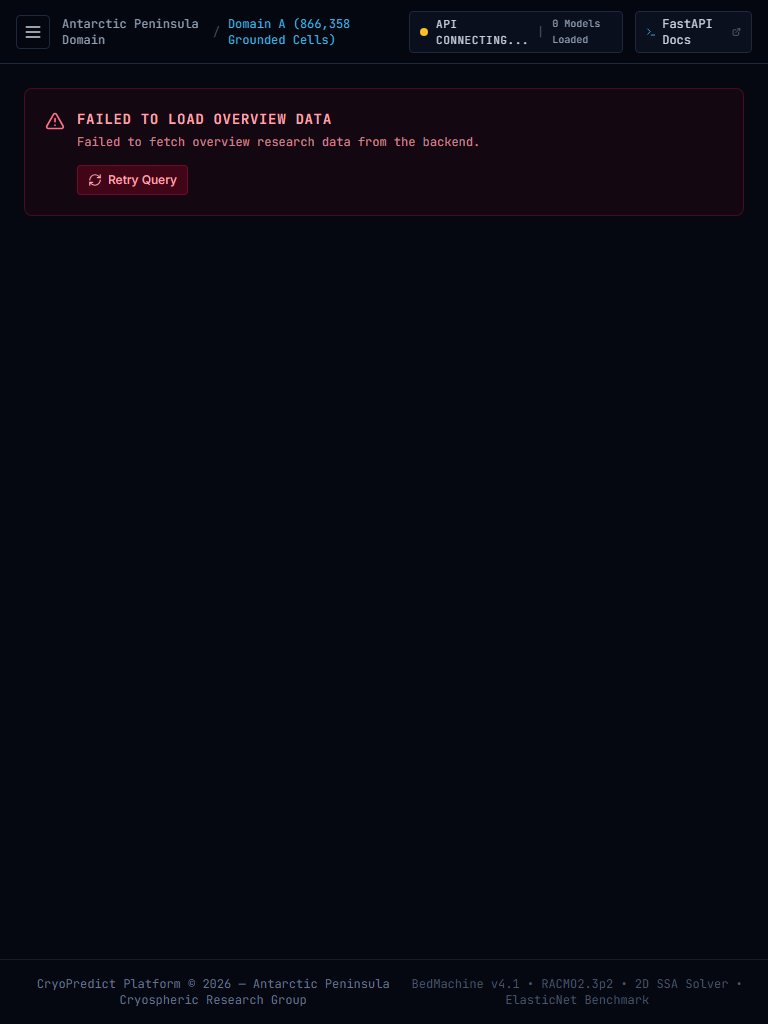 Antarctic Peninsula
Domain
/
Domain A (866,358
Grounded Cells)
API
CONNECTING...
|
0 Models
Loaded
FastAPI
Docs
FAILED TO LOAD OVERVIEW DATA
Failed to fetch overview research data from the backend.
Retry Query
CryoPredict Platform © 2026 — Antarctic Peninsula
Cryospheric Research Group
BedMachine v4.1 • RACMO2.3p2 • 2D SSA Solver •
ElasticNet Benchmark